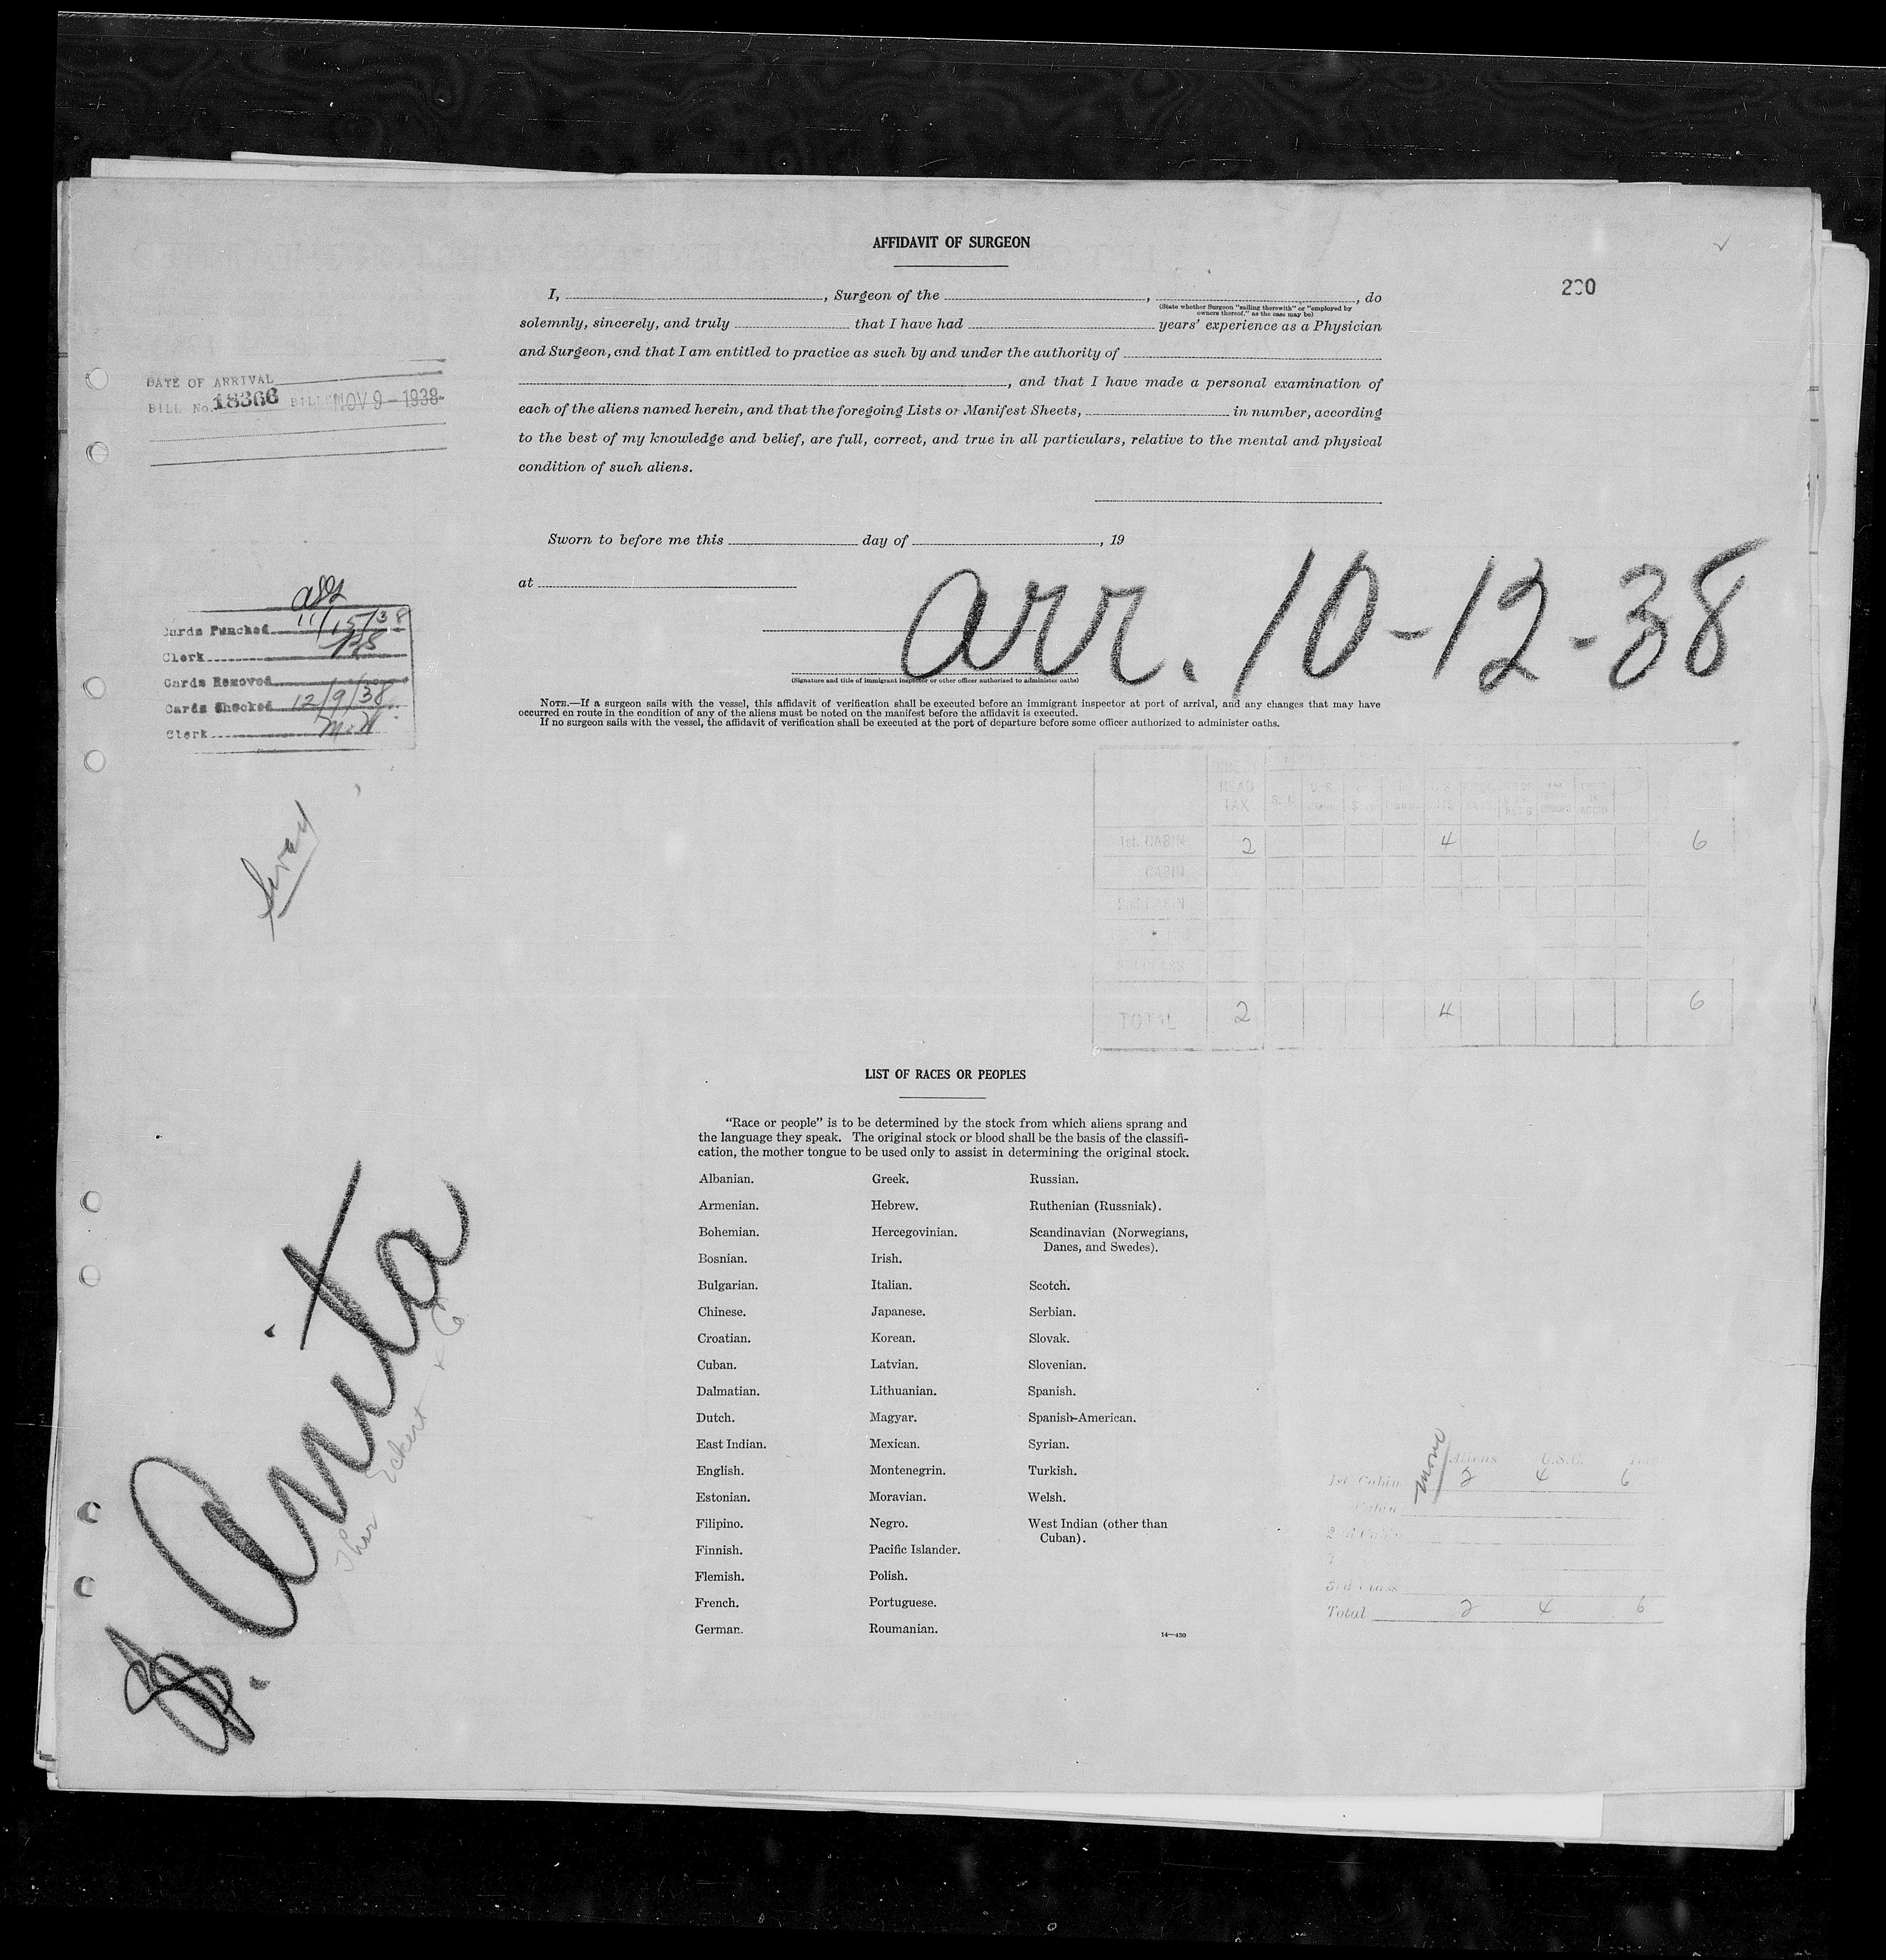 AFFIDAVIT OF SURGEON
I, , Surgeon of the , , do
(State whether Surgeon "sailing therewith" or "employed by
owners thereof," as the case may be)
solemnly, sincerely, and truly that I have had years' experience as a Physician
and Surgeon, and that I am entitled to practice as such by and under the authority of
, and that I have made a personal examination of
each of the aliens named herein, and that the foregoing Lists or Manifest Sheets, in number, according
to the best of my knowledge and belief, are full, correct, and true in all particulars, relative to the mental and physical
condition of such aliens.
Sworn to before me this day of , 19
at
(Signature and title of immigrant inspector or other officer authorized to administer oaths)
NOTE.—If a surgeon sails with the vessel, this affidavit of verification shall be executed before an immigrant inspector at port of arrival, and any changes that may have
occurred en route in the condition of any of the aliens must be noted on the manifest before the affidavit is executed.
If no surgeon sails with the vessel, the affidavit of verification shall be executed at the port of departure before some officer authorized to administer oaths.
arr. 10-12-38
DATE OF ARRIVAL
BILL No. 18366 NOV 9-1938
Cards Punched 11/15/38
Clerk
Cards Removed
Cards Checked 12/9/38
Clerk
HEAD
TAX
1st. CABIN 2 4 6
CABIN
TOTAL 2 4 6
LIST OF RACES OR PEOPLES
"Race or people" is to be determined by the stock from which aliens sprang and
the language they speak. The original stock or blood shall be the basis of the classifi-
cation, the mother tongue to be used only to assist in determining the original stock.
Albanian.
Armenian.
Bohemian.
Bosnian.
Bulgarian.
Chinese.
Croatian.
Cuban.
Dalmatian.
Dutch.
East Indian.
English.
Estonian.
Filipino.
Finnish.
Flemish.
French.
German.
Greek.
Hebrew.
Hercegovinian.
Irish.
Italian.
Japanese.
Korean.
Latvian.
Lithuanian.
Magyar.
Mexican.
Montenegrin.
Moravian.
Negro.
Pacific Islander.
Polish.
Portuguese.
Roumanian.
Russian.
Ruthenian (Russniak).
Scandinavian (Norwegians,
Danes, and Swedes).
Scotch.
Serbian.
Slovak.
Slovenian.
Spanish.
Spanish-American.
Syrian.
Turkish.
Welsh.
West Indian (other than
Cuban).
14—430
Anita
Thor Eckert
Aliens U.S.C.
1st Cabin 2 4 6
Cabin
2nd Cabin
3rd Class
Total 2 4 6